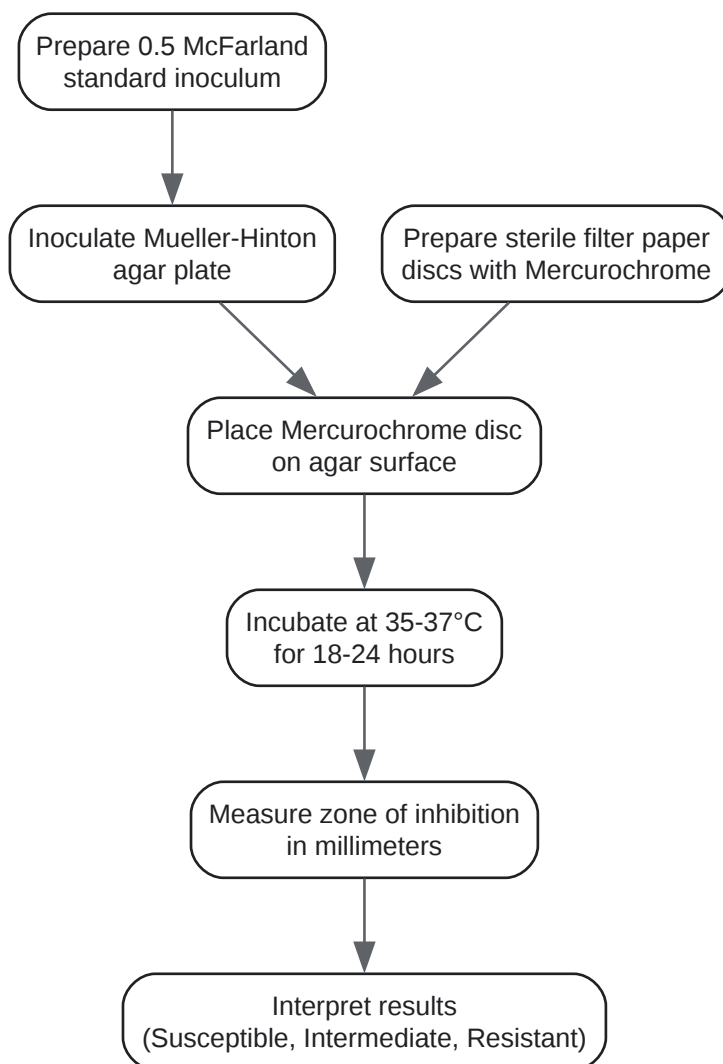 Prepare 0.5 McFarland
standard inoculum
Inoculate Mueller-Hinton
agar plate
Prepare sterile filter paper
discs with Mercurochrome
Place Mercurochrome disc
on agar surface
Incubate at 35-37°C
for 18-24 hours
Measure zone of inhibition
in millimeters
Interpret results
(Susceptible, Intermediate, Resistant)